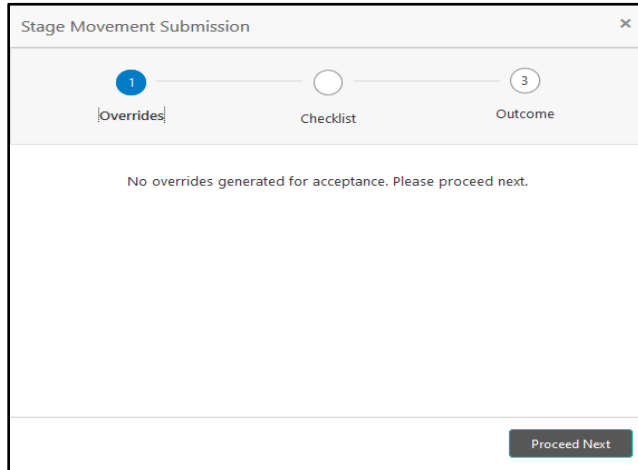 Stage Movement Submission ×
1 3
Overrides Checklist Outcome
No overrides generated for acceptance. Please proceed next.
Proceed Next